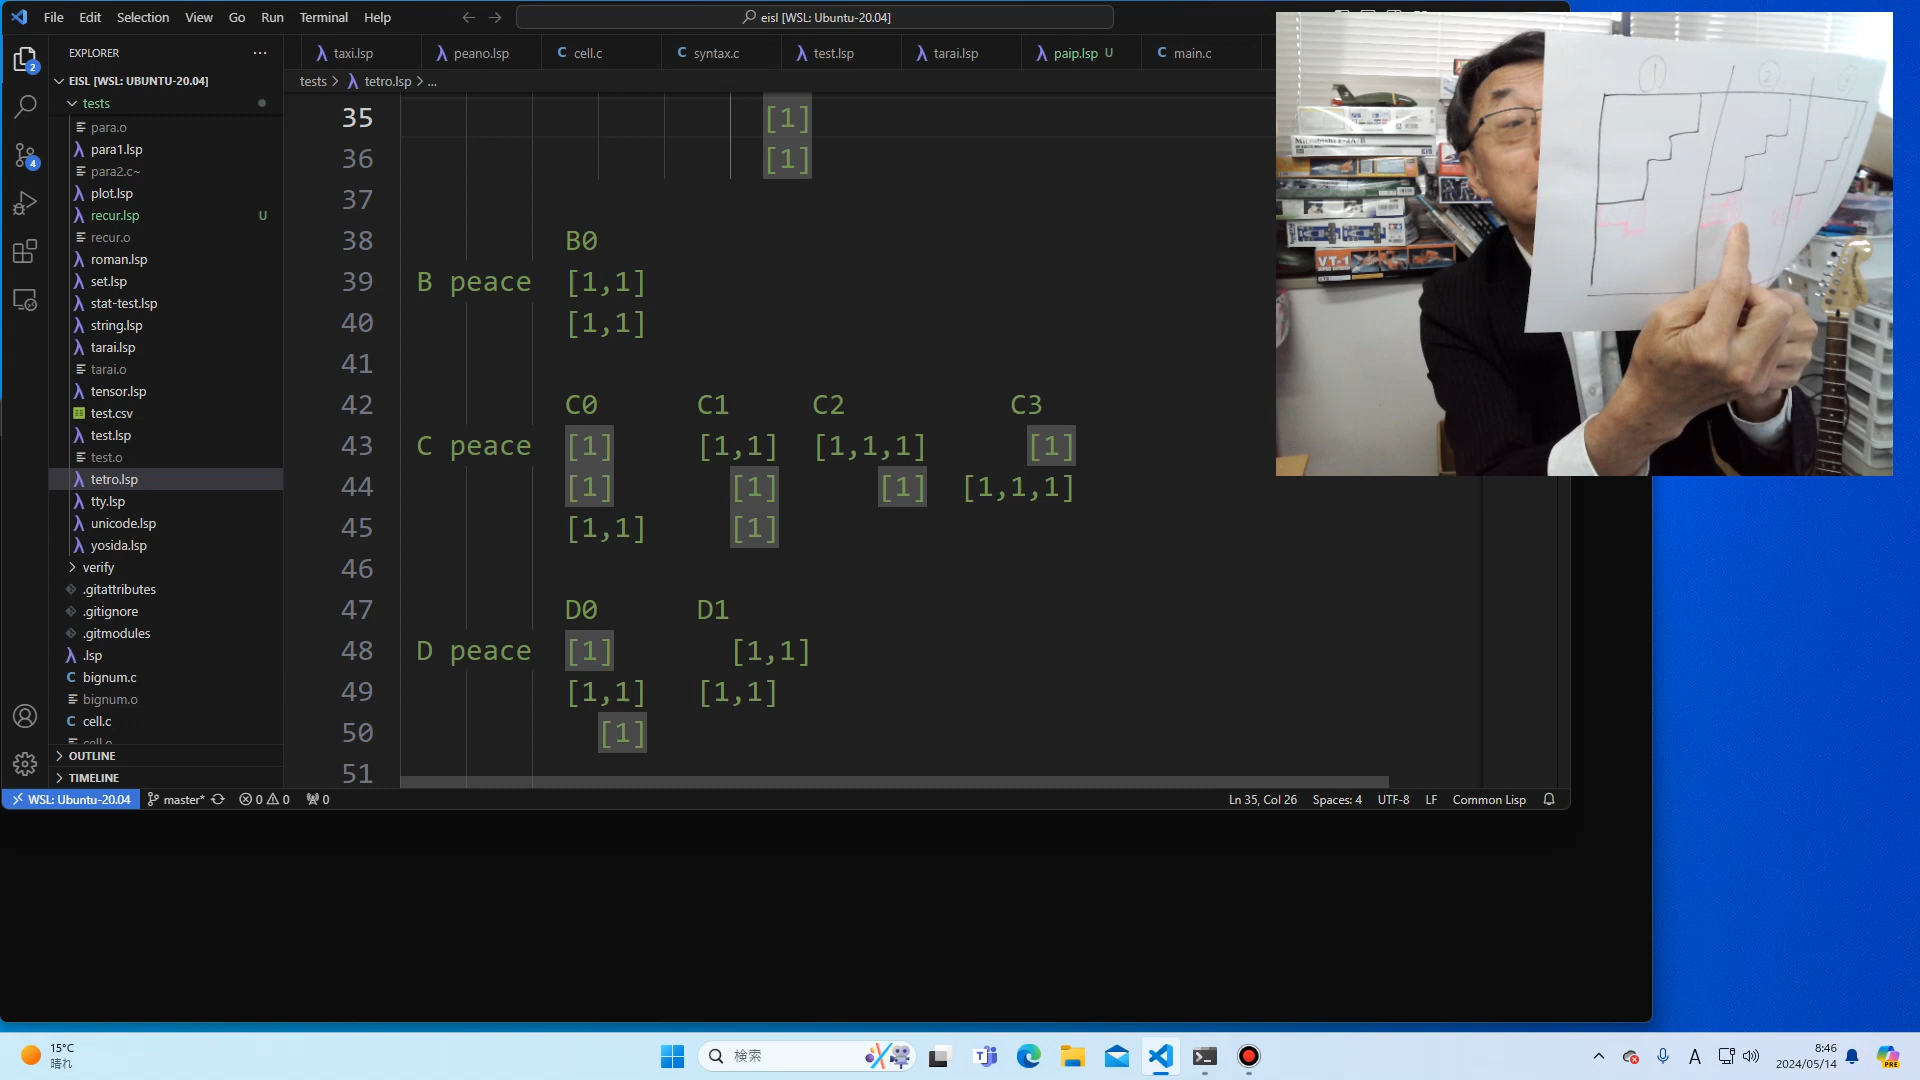 File Edit Selection View Go Run Terminal Help
eisl [WSL: Ubuntu-20.04]
EXPLORER
taxi.lsp peano.lsp cell.c syntax.c test.lsp tarai.lsp paip.lsp U main.c
EISL [WSL: UBUNTU-20.04]
tests > tetro.lsp > ...
tests
para.o
para1.lsp
para2.c~
plot.lsp
recur.lsp U
recur.o
roman.lsp
set.lsp
stat-test.lsp
string.lsp
tarai.lsp
tarai.o
tensor.lsp
test.csv
test.lsp
test.o
tetro.lsp
tty.lsp
unicode.lsp
yosida.lsp
verify
.gitattributes
.gitignore
.gitmodules
.lsp
bignum.c
bignum.o
cell.c
cell.o
OUTLINE
TIMELINE
2
4
35 [1]
36 [1]
37
38 B0
39 B peace [1,1]
40 [1,1]
41
42 C0 C1 C2 C3
43 C peace [1] [1,1] [1,1,1] [1]
44 [1] [1] [1] [1,1,1]
45 [1,1] [1]
46
47 D0 D1
48 D peace [1] [1,1]
49 [1,1] [1,1]
50 [1]
51
① ②
VT-1
WSL: Ubuntu-20.04 master* 0 0 0
Ln 35, Col 26 Spaces: 4 UTF-8 LF Common Lisp
15°C
晴れ
検索
A
8:46
2024/05/14
PRE